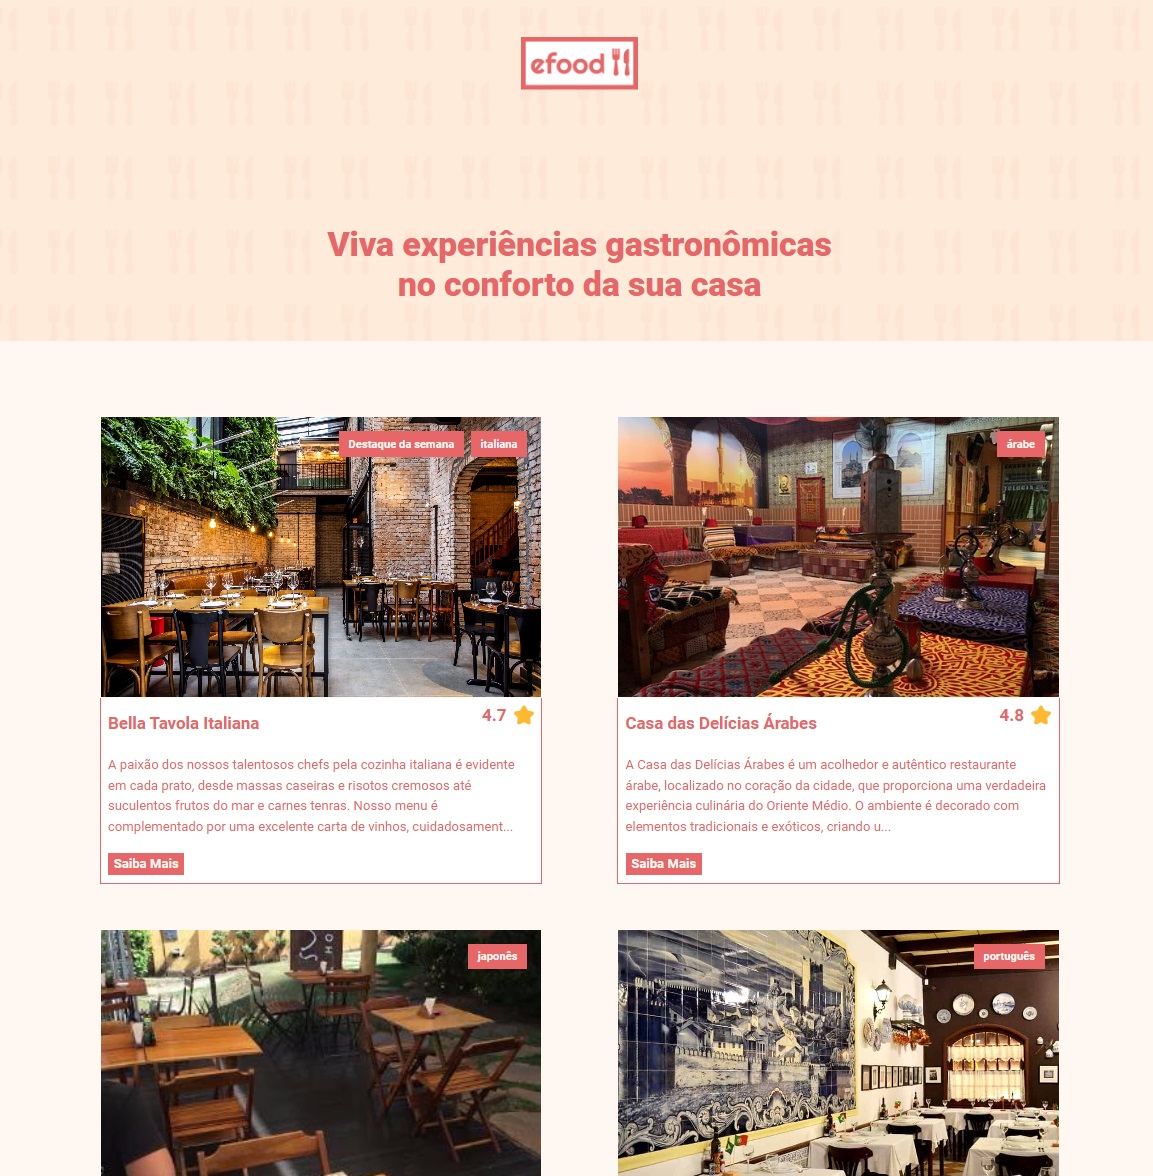 efood
Viva experiências gastronômicas
no conforto da sua casa
Destaque da semana
italiana
árabe
Bella Tavola Italiana
4.7
A paixão dos nossos talentosos chefs pela cozinha italiana é evidente
em cada prato, desde massas caseiras e risotos cremosos até
suculentos frutos do mar e carnes tenras. Nosso menu é
complementado por uma excelente carta de vinhos, cuidadosament...
Saiba Mais
Casa das Delícias Árabes
4.8
A Casa das Delícias Árabes é um acolhedor e autêntico restaurante
árabe, localizado no coração da cidade, que proporciona uma verdadeira
experiência culinária do Oriente Médio. O ambiente é decorado com
elementos tradicionais e exóticos, criando u...
Saiba Mais
japonês
português